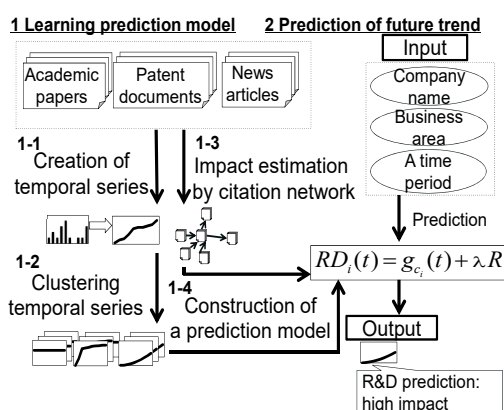 1 Learning prediction model
Academic
papers
Patent
documents
News
articles
1-1
Creation of
temporal series
1-3
Impact estimation
by citation network
1-2
Clustering
temporal series
1-4
Construction of
a prediction model
2 Prediction of future trend
Input
Company
name
Business
area
A time
period
Prediction
RD_i(t) = g_{c_i}(t) + λR
Output
R&D prediction:
high impact